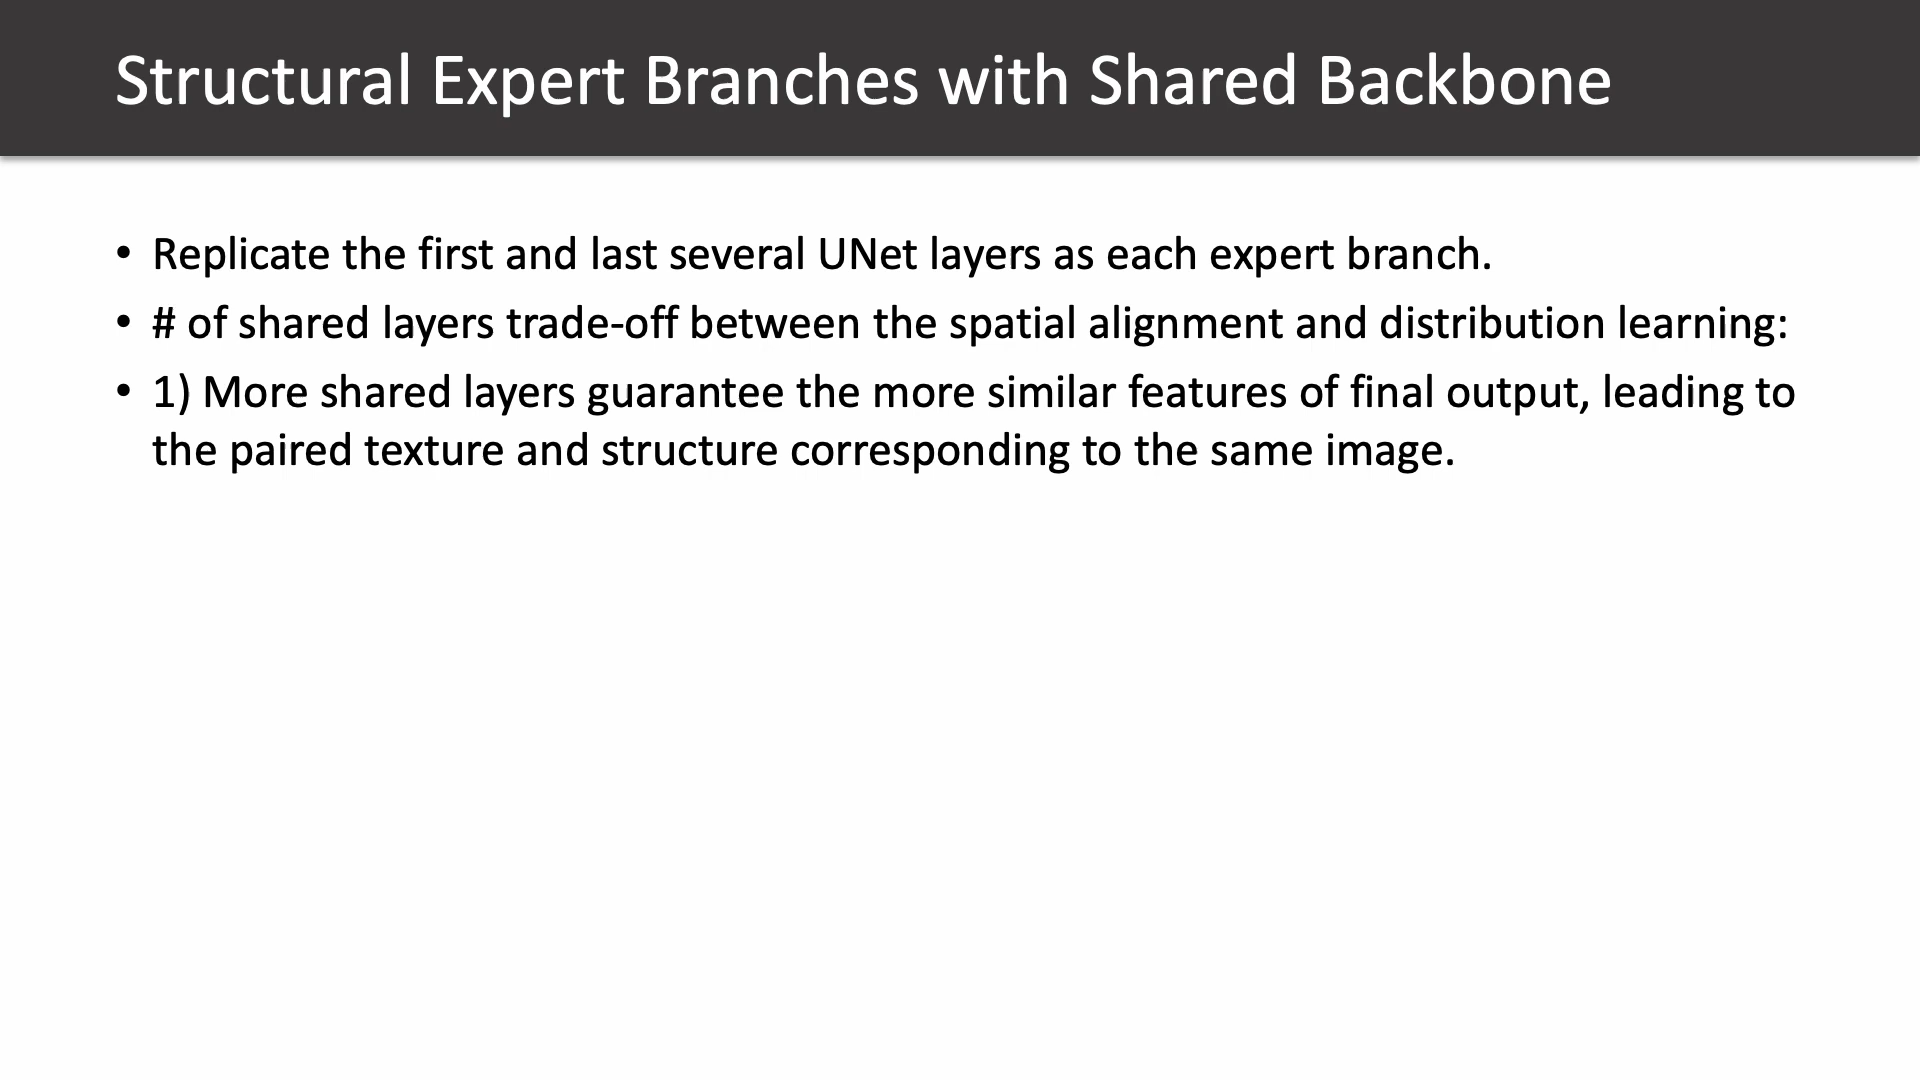 Structural Expert Branches with Shared Backbone
• Replicate the first and last several UNet layers as each expert branch.
• # of shared layers trade-off between the spatial alignment and distribution learning:
• 1) More shared layers guarantee the more similar features of final output, leading to
the paired texture and structure corresponding to the same image.